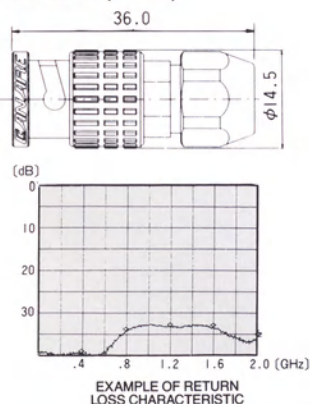 36.0
CANARE
φ14.5
(dB)
0
10
20
30
.4 .8 1.2 1.6 2.0 (GHz)
EXAMPLE OF RETURN
LOSS CHARACTERISTIC